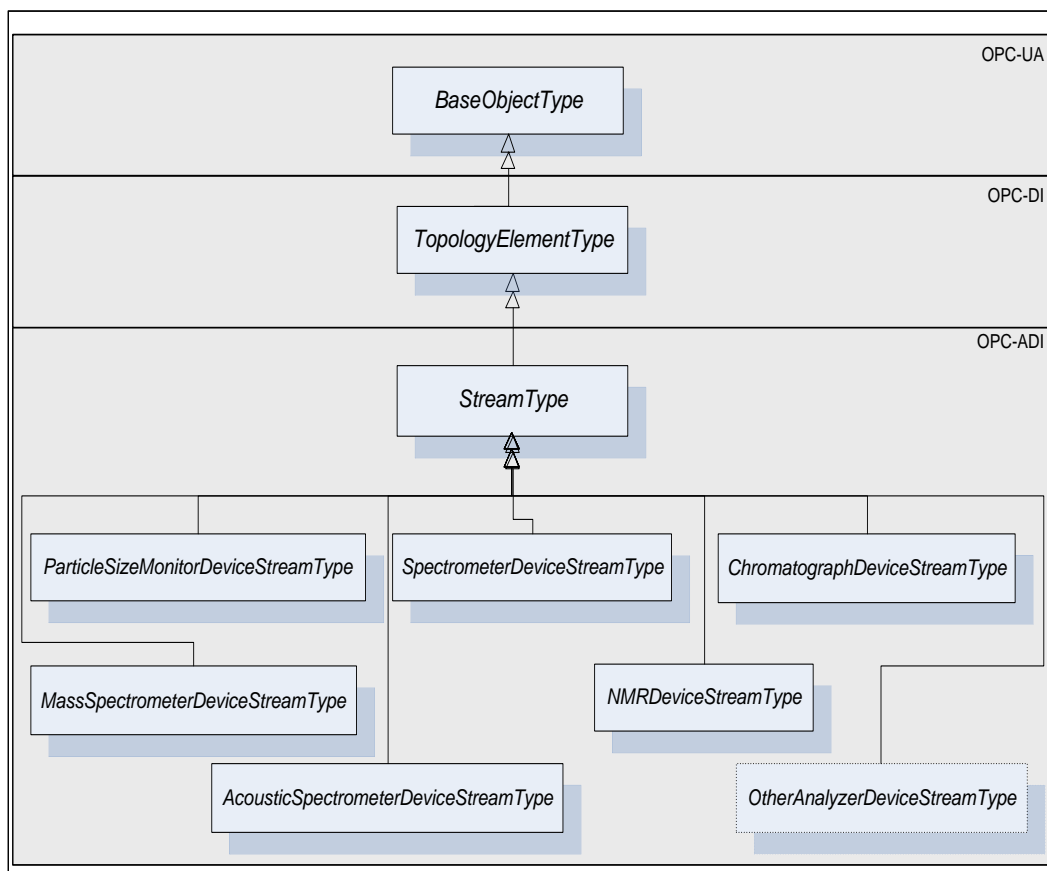 OPC-UA
BaseObjectType
OPC-DI
TopologyElementType
OPC-ADI
StreamType
ParticleSizeMonitorDeviceStreamType
SpectrometerDeviceStreamType
ChromatographDeviceStreamType
MassSpectrometerDeviceStreamType
NMRDeviceStreamType
AcousticSpectrometerDeviceStreamType
OtherAnalyzerDeviceStreamType